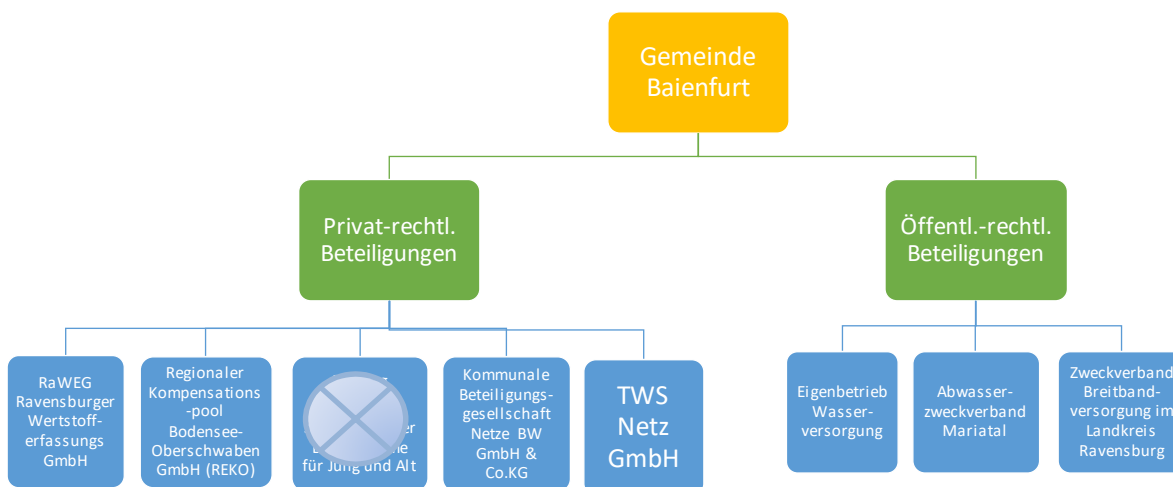 Gemeinde
Baienfurt
Privat-rechtl.
Beteiligungen
Öffentl.-rechtl.
Beteiligungen
RaWEG
Ravensburger
Wertstoff-
erfassungs
GmbH
Regionaler
Kompensations
-pool
Bodensee-
Oberschwaben
GmbH (REKO)
für Jung und Alt
Kommunale
Beteiligungs-
gesellschaft
Netze BW
GmbH &
Co.KG
TWS
Netz
GmbH
Eigenbetrieb
Wasser-
versorgung
Abwasser-
zweckverband
Mariatal
Zweckverband
Breitband-
versorgung im
Landkreis
Ravensburg